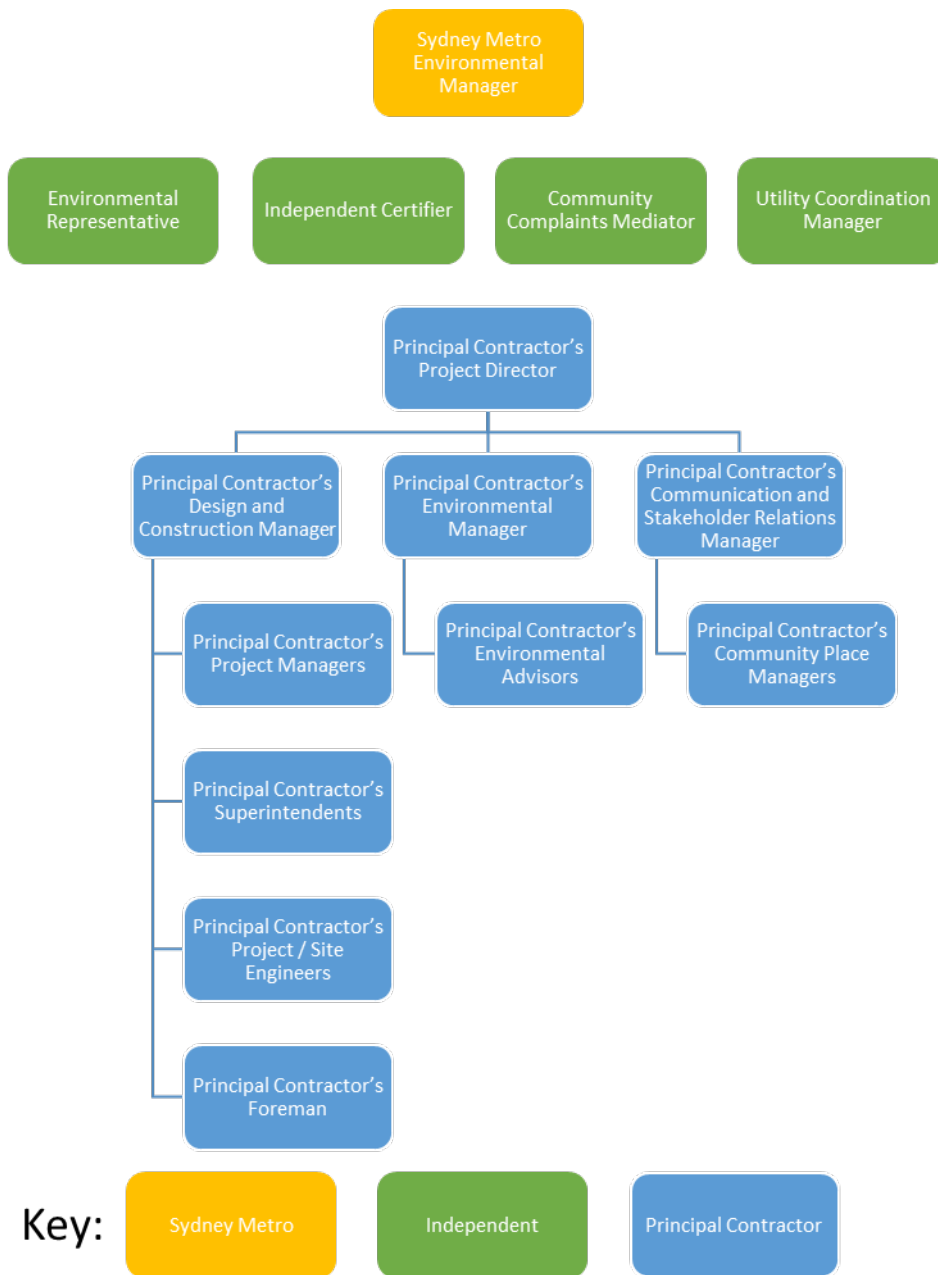 Sydney Metro
Environmental
Manager
Environmental
Representative
Independent Certifier
Community
Complaints Mediator
Utility Coordination
Manager
Principal Contractor’s
Project Director
Principal Contractor’s
Design and
Construction Manager
Principal Contractor’s
Environmental
Manager
Principal Contractor’s
Communication and
Stakeholder Relations
Manager
Principal Contractor’s
Project Managers
Principal Contractor’s
Environmental
Advisors
Principal Contractor’s
Community Place
Managers
Principal Contractor’s
Superintendents
Principal Contractor’s
Project / Site
Engineers
Principal Contractor’s
Foreman
Key:
Sydney Metro
Independent
Principal Contractor